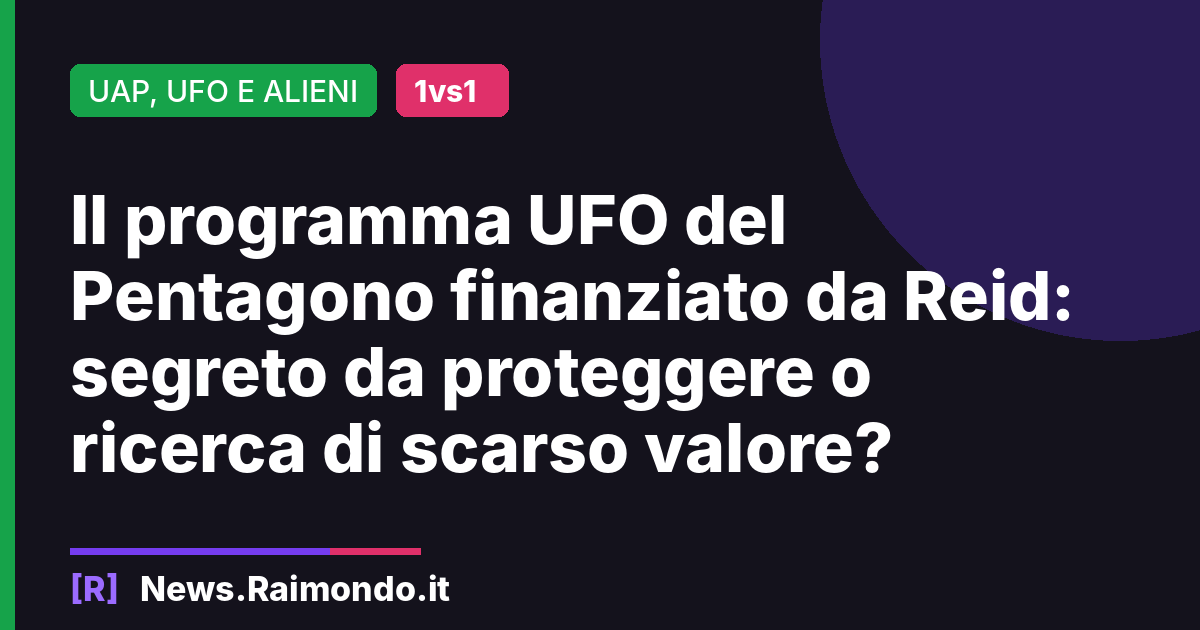 UAP, UFO E ALIENI
1vs1
Il programma UFO del
Pentagono finanziato da Reid:
segreto da proteggere o
ricerca di scarso valore?
[R] News.Raimondo.it